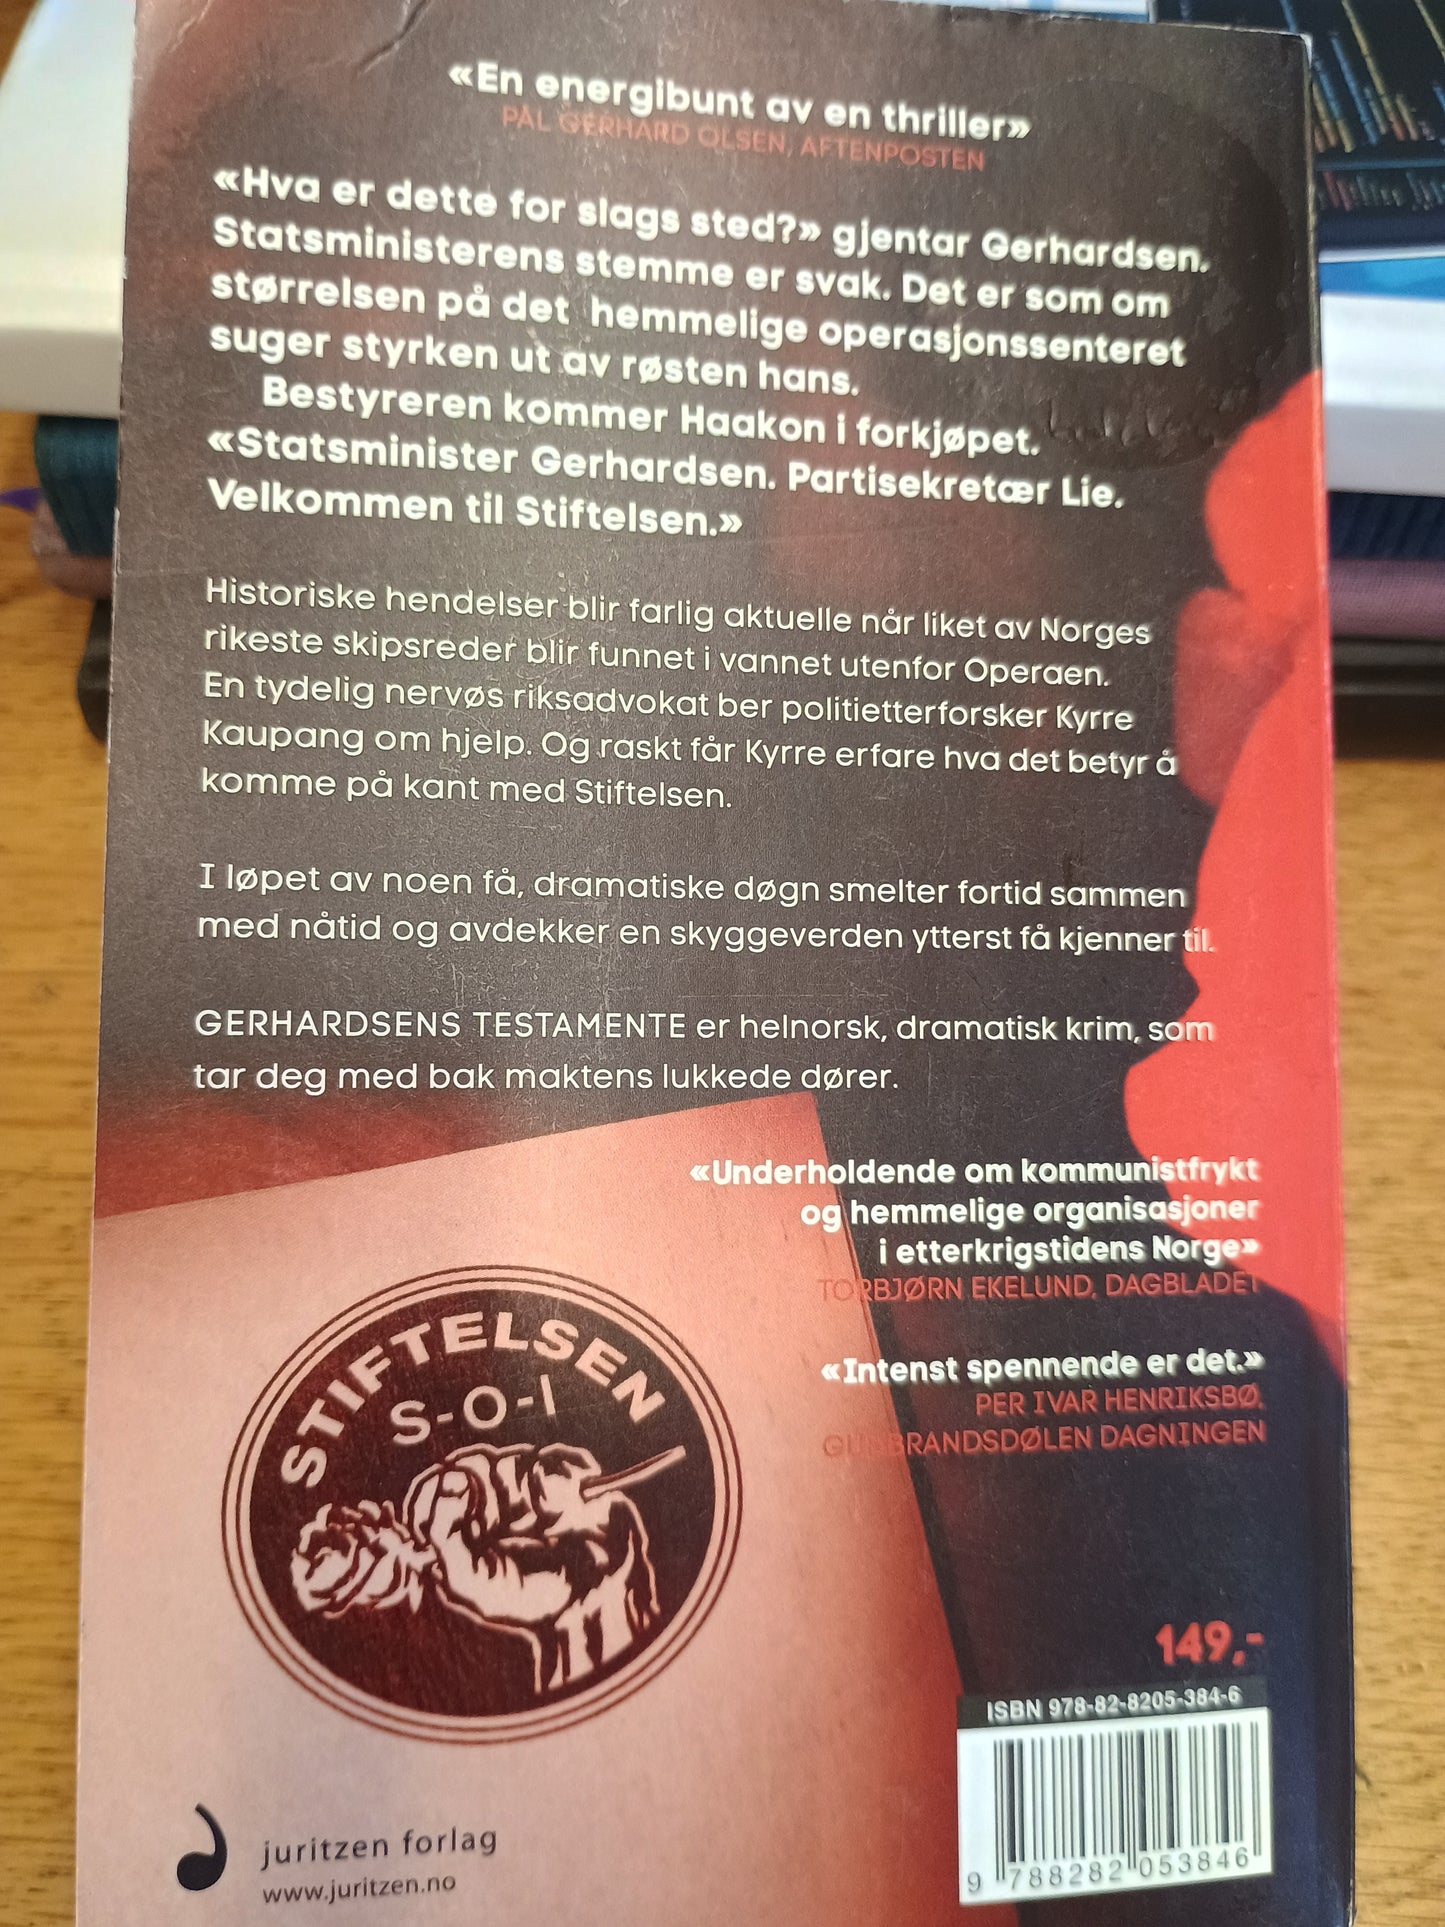 «En energibunt av en thriller»
PÅL GERHARD OLSEN, AFTENPOSTEN
«Hva er dette for slags sted?» gjentar Gerhardsen.
Statsministerens stemme er svak. Det er som om
størrelsen på det hemmelige operasjonssenteret
suger styrken ut av røsten hans.
Bestyreren kommer Haakon i forkjøpet.
«Statsminister Gerhardsen. Partisekretær Lie.
Velkommen til Stiftelsen.»
Historiske hendelser blir farlig aktuelle når liket av Norges
rikeste skipsreder blir funnet i vannet utenfor Operaen.
En tydelig nervøs riksadvokat ber politietterforsker Kyrre
Kaupang om hjelp. Og raskt får Kyrre erfare hva det betyr å
komme på kant med Stiftelsen.
I løpet av noen få, dramatiske døgn smelter fortid sammen
med nåtid og avdekker en skyggeverden ytterst få kjenner til.
GERHARDSENS TESTAMENTE er helnorsk, dramatisk krim, som
tar deg med bak maktens lukkede dører.
«Underholdende om kommunistfrykt
og hemmelige organisasjoner
i etterkrigstidens Norge»
TORBJØRN EKELUND, DAGBLADET
«Intenst spennende er det.»
PER IVAR HENRIKSBØ,
GUDBRANDSDØLEN DAGNINGEN
STIFTELSEN
S-O-I
149,-
ISBN 978-82-8205-384-6
9 788282 053846
juritzen forlag
www.juritzen.no